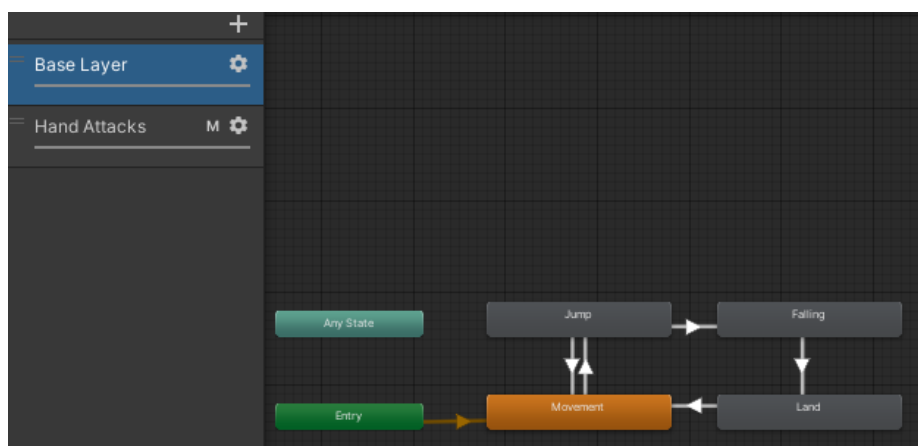 +
Base Layer
Hand Attacks M
Any State
Jump
Falling
Entry
Movement
Land